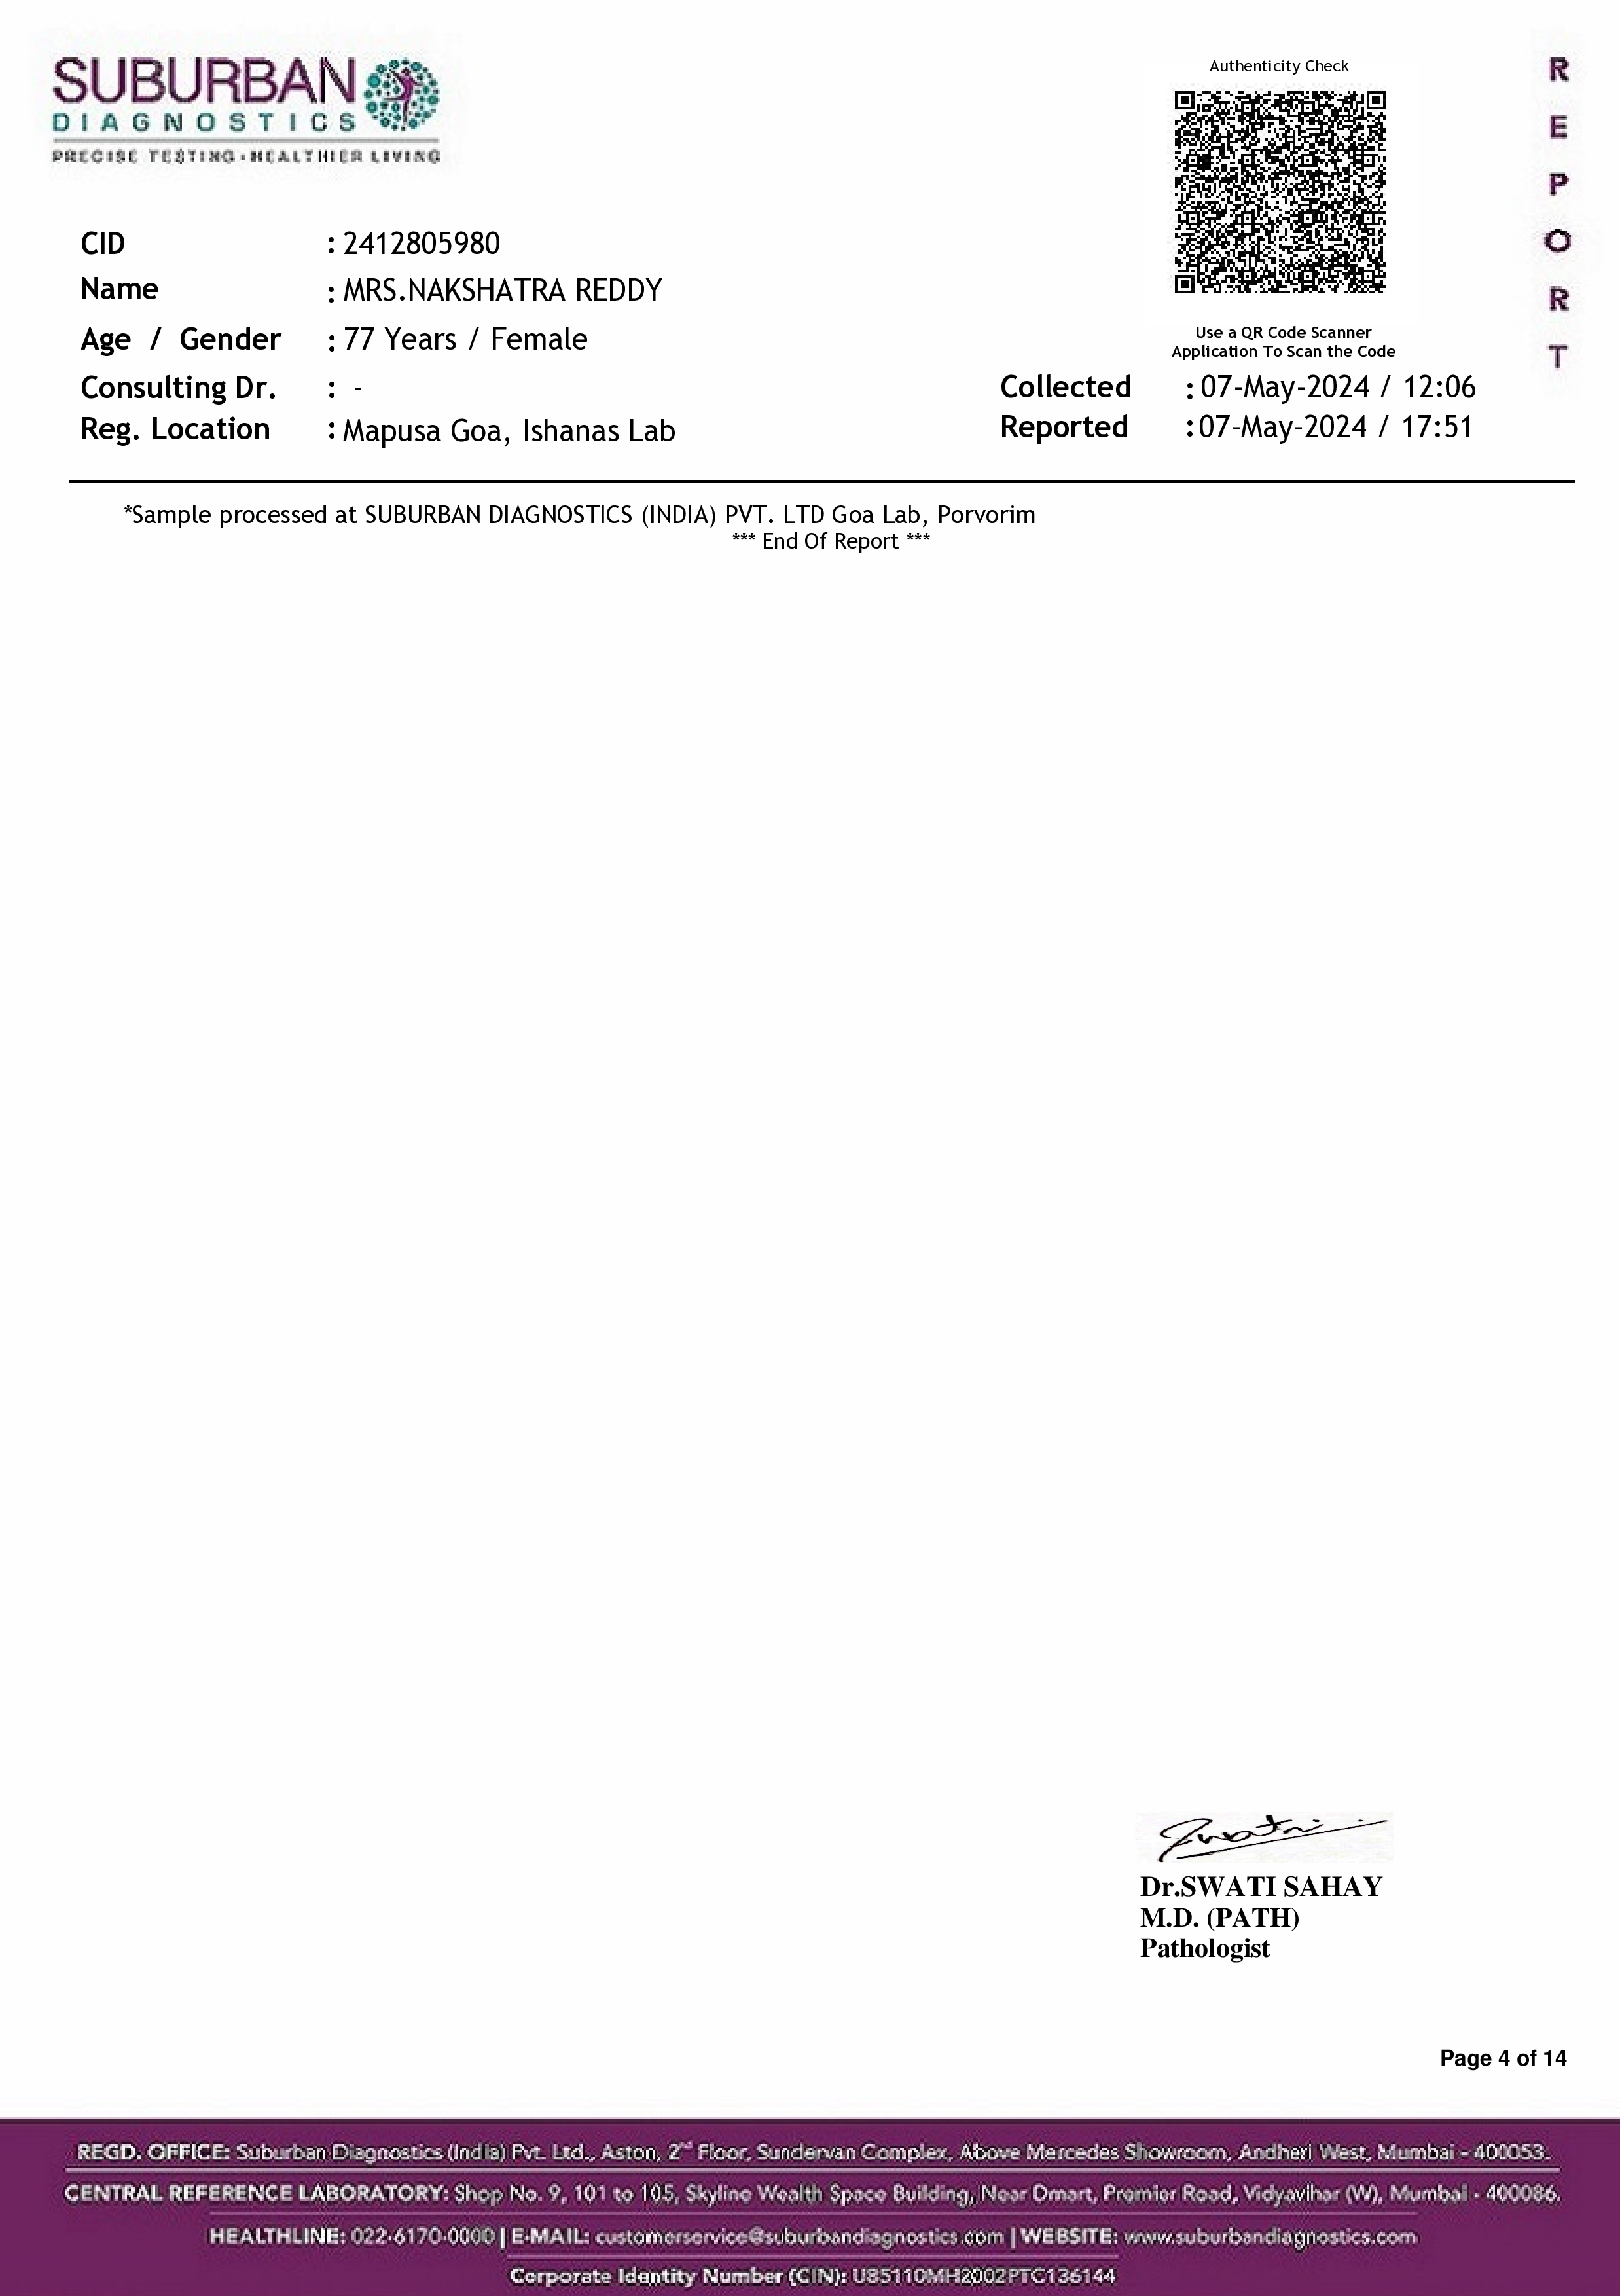 SUBURBAN
DIAGNOSTICS
PRECISE TESTING-HEALTHIER LIVING
Authenticity Check
Use a QR Code Scanner
Application To Scan the Code
R
E
P
O
R
T
CID : 2412805980
Name : MRS.NAKSHATRA REDDY
Age / Gender : 77 Years / Female
Consulting Dr. : -
Collected : 07-May-2024 / 12:06
Reg. Location : Mapusa Goa, Ishanas Lab
Reported : 07-May-2024 / 17:51
*Sample processed at SUBURBAN DIAGNOSTICS (INDIA) PVT. LTD Goa Lab, Porvorim
*** End Of Report ***
Dr.SWATI SAHAY
M.D. (PATH)
Pathologist
Page 4 of 14
REGD. OFFICE: Suburban Diagnostics (India) Pvt. Ltd., Aston, 2nd Floor, Sundervan Complex, Above Mercedes Showroom, Andheri West, Mumbai - 400053.
CENTRAL REFERENCE LABORATORY: Shop No. 9, 101 to 105, Skyline Wealth Space Building, Near Dmart, Premier Road, Vidyavihar (W), Mumbai - 400086.
HEALTHLINE: 022-6170-0000 | E-MAIL: customerservice@suburbandiagnostics.com | WEBSITE: www.suburbandiagnostics.com
Corporate Identity Number (CIN): U85110MH2002PTC136144